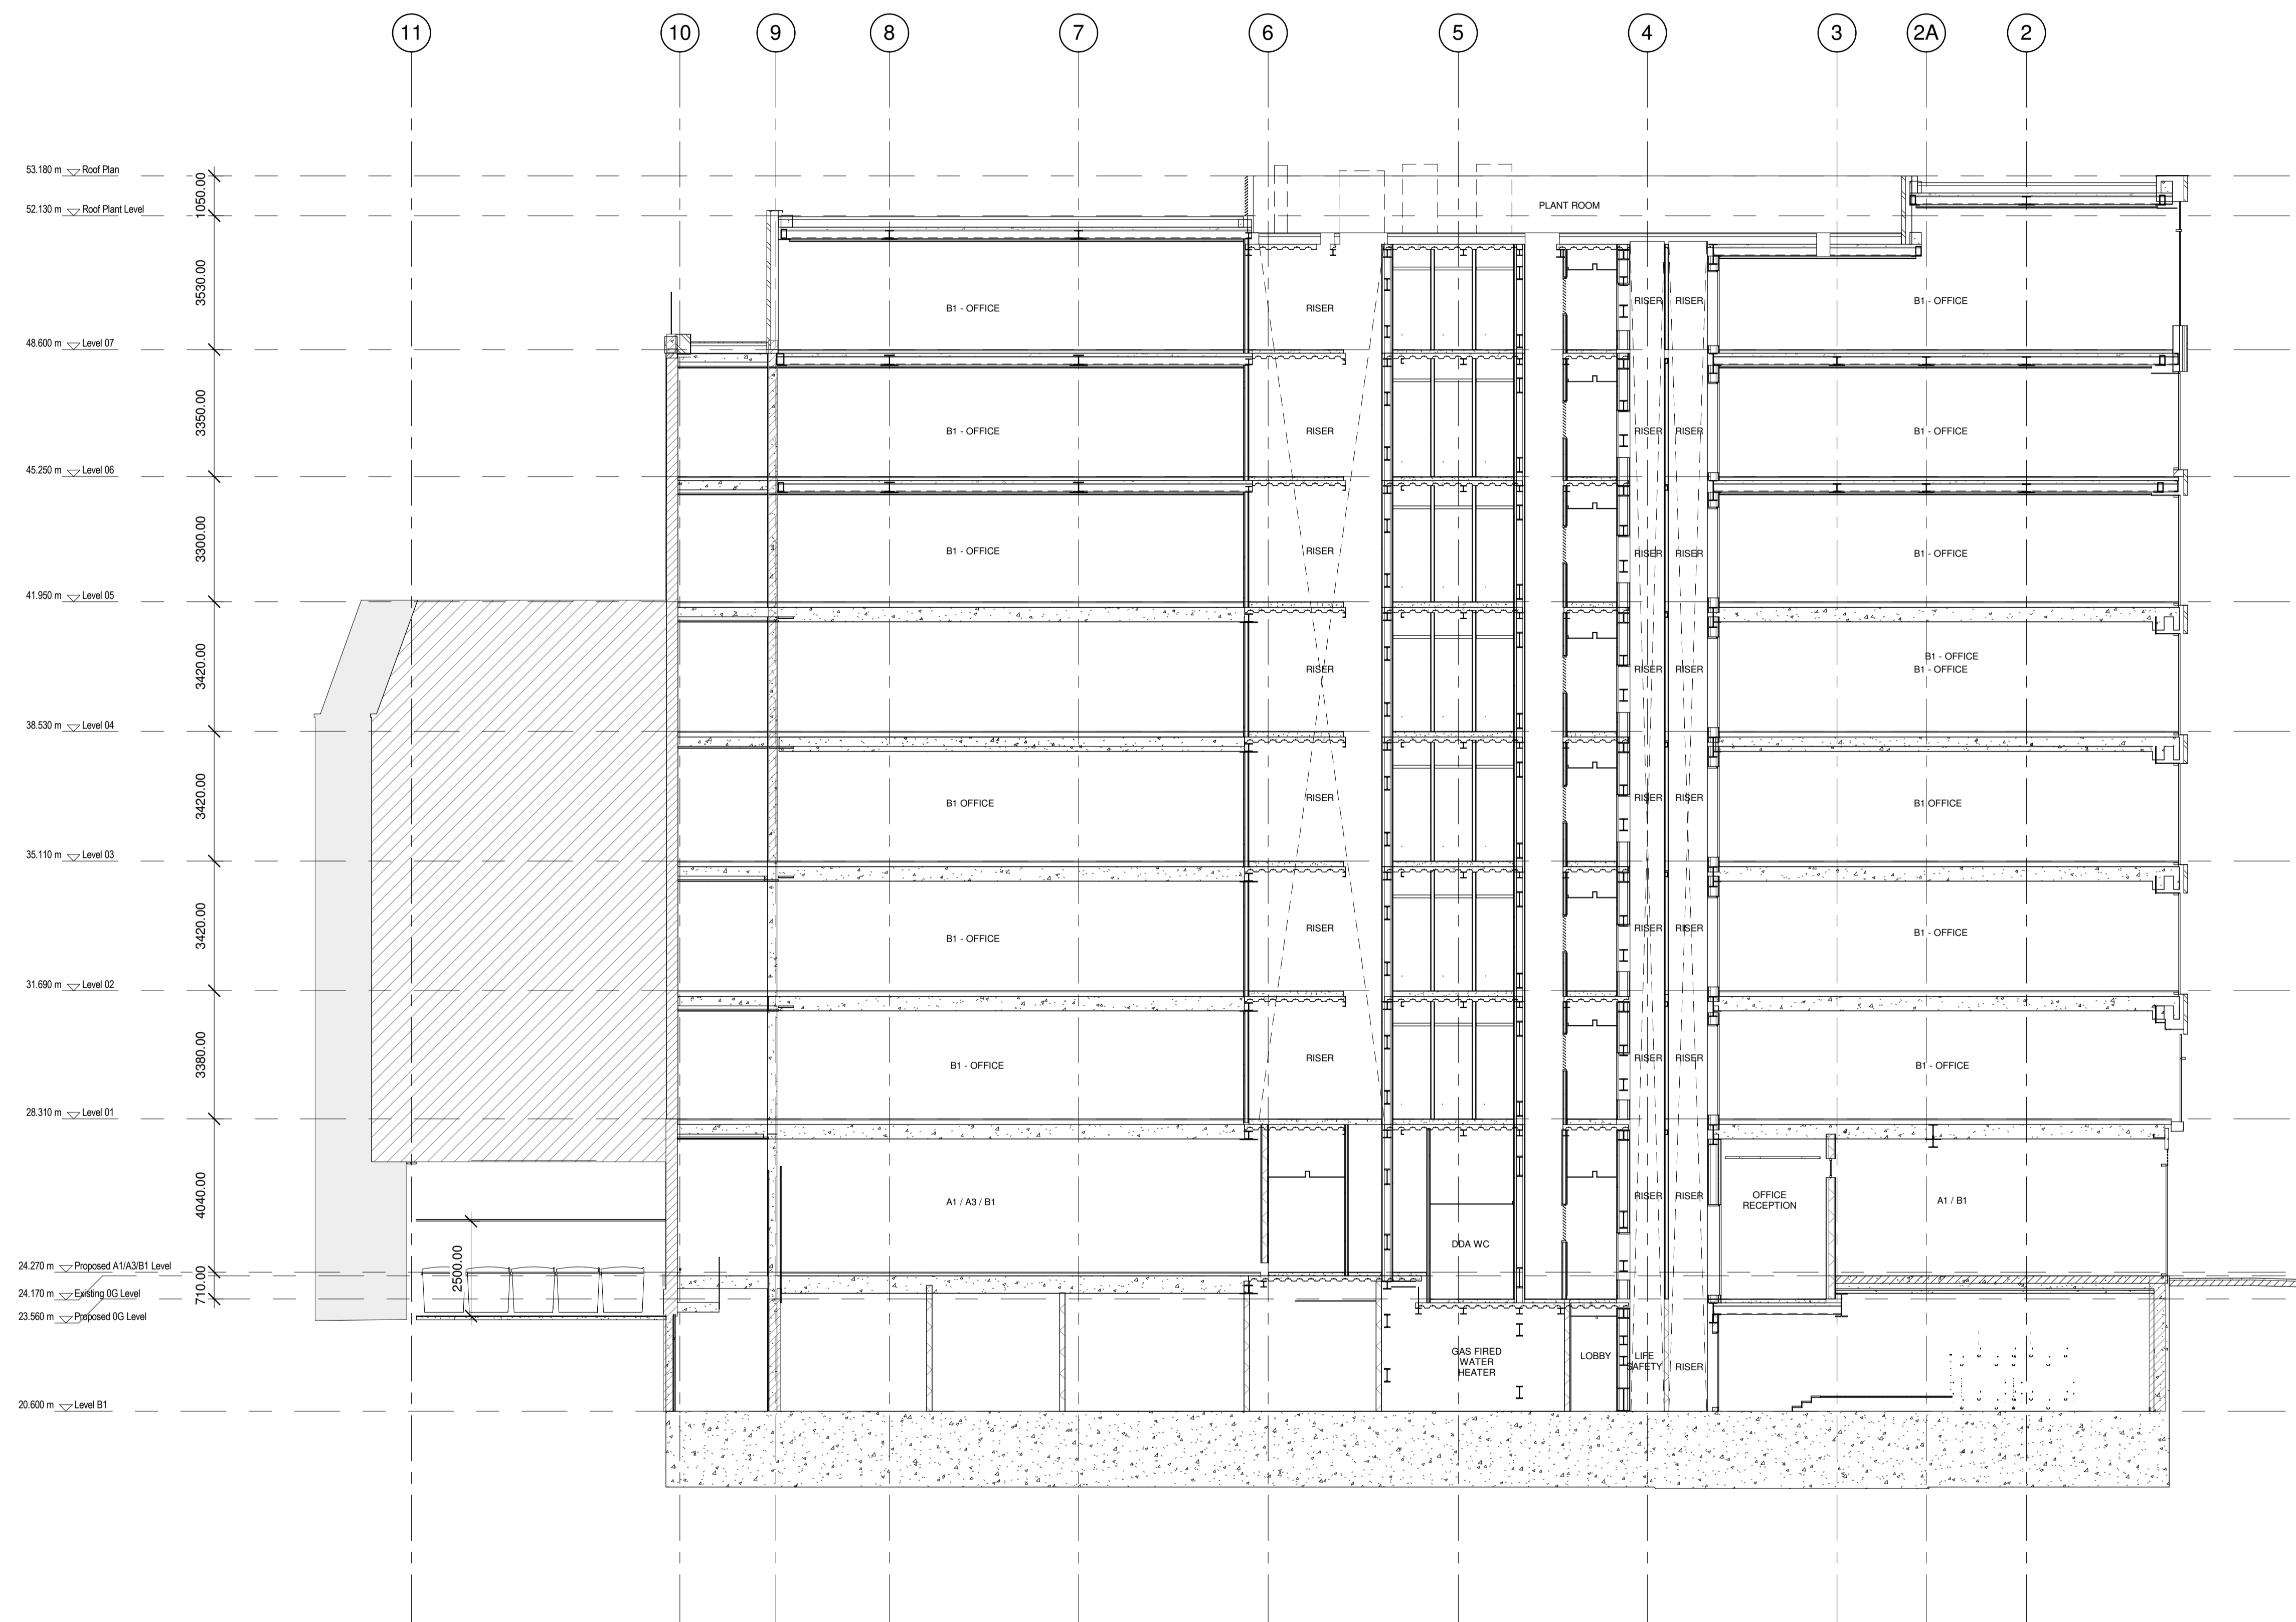 11
10
9
8
7
6
5
4
3
2A
2
53.180 m Roof Plan
1050.00
52.130 m Roof Plant Level
PLANT ROOM
3530.00
B1 - OFFICE
RISER
RISER
RISER
B1 - OFFICE
48.600 m Level 07
3350.00
B1 - OFFICE
RISER
RISER
RISER
B1 - OFFICE
45.250 m Level 06
3300.00
B1 - OFFICE
RISER
RISER
RISER
B1 - OFFICE
41.950 m Level 05
3420.00
RISER
RISER
RISER
B1 - OFFICE
B1 - OFFICE
38.530 m Level 04
3420.00
B1 OFFICE
RISER
RISER
RISER
B1 OFFICE
35.110 m Level 03
3420.00
B1 - OFFICE
RISER
RISER
RISER
B1 - OFFICE
31.690 m Level 02
3380.00
B1 - OFFICE
RISER
RISER
RISER
B1 - OFFICE
28.310 m Level 01
4040.00
A1 / A3 / B1
RISER
RISER
OFFICE
RECEPTION
A1 / B1
DDA WC
2500.00
24.270 m Proposed A1/A3/B1 Level
710.00
24.170 m Existing 0G Level
23.560 m Proposed 0G Level
GAS FIRED
WATER
HEATER
LOBBY
LIFE
SAFETY
RISER
20.600 m Level B1